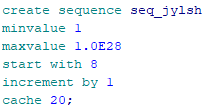 create sequence seq_jylsh
minvalue 1
maxvalue 1.0E28
start with 8
increment by 1
cache 20;